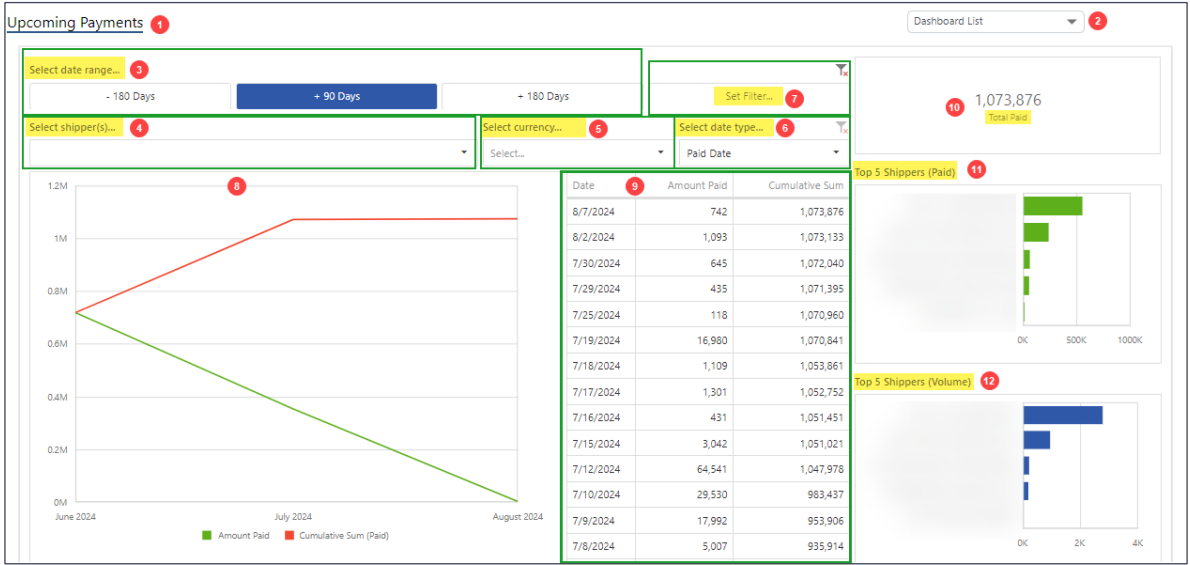 Upcoming Payments 1
Dashboard List 2
Select date range... 3
- 180 Days + 90 Days + 180 Days
Set Filter... 7
10 1,073,876
Total Paid
Select shipper(s)... 4
Select currency... 5
Select... 
Select date type... 6
Paid Date
8
1.2M
1M
0.8M
0.6M
0.4M
0.2M
0M
June 2024 July 2024 August 2024
Amount Paid Cumulative Sum (Paid)
Date 9 Amount Paid Cumulative Sum
8/7/2024 742 1,073,876
8/2/2024 1,093 1,073,133
7/30/2024 645 1,072,040
7/29/2024 435 1,071,395
7/25/2024 118 1,070,960
7/19/2024 16,980 1,070,841
7/18/2024 1,109 1,053,861
7/17/2024 1,301 1,052,752
7/16/2024 431 1,051,451
7/15/2024 3,042 1,051,021
7/12/2024 64,541 1,047,978
7/10/2024 29,530 983,437
7/9/2024 17,992 953,906
7/8/2024 5,007 935,914
Top 5 Shippers (Paid) 11
0K 500K 1000K
Top 5 Shippers (Volume) 12
0K 2K 4K